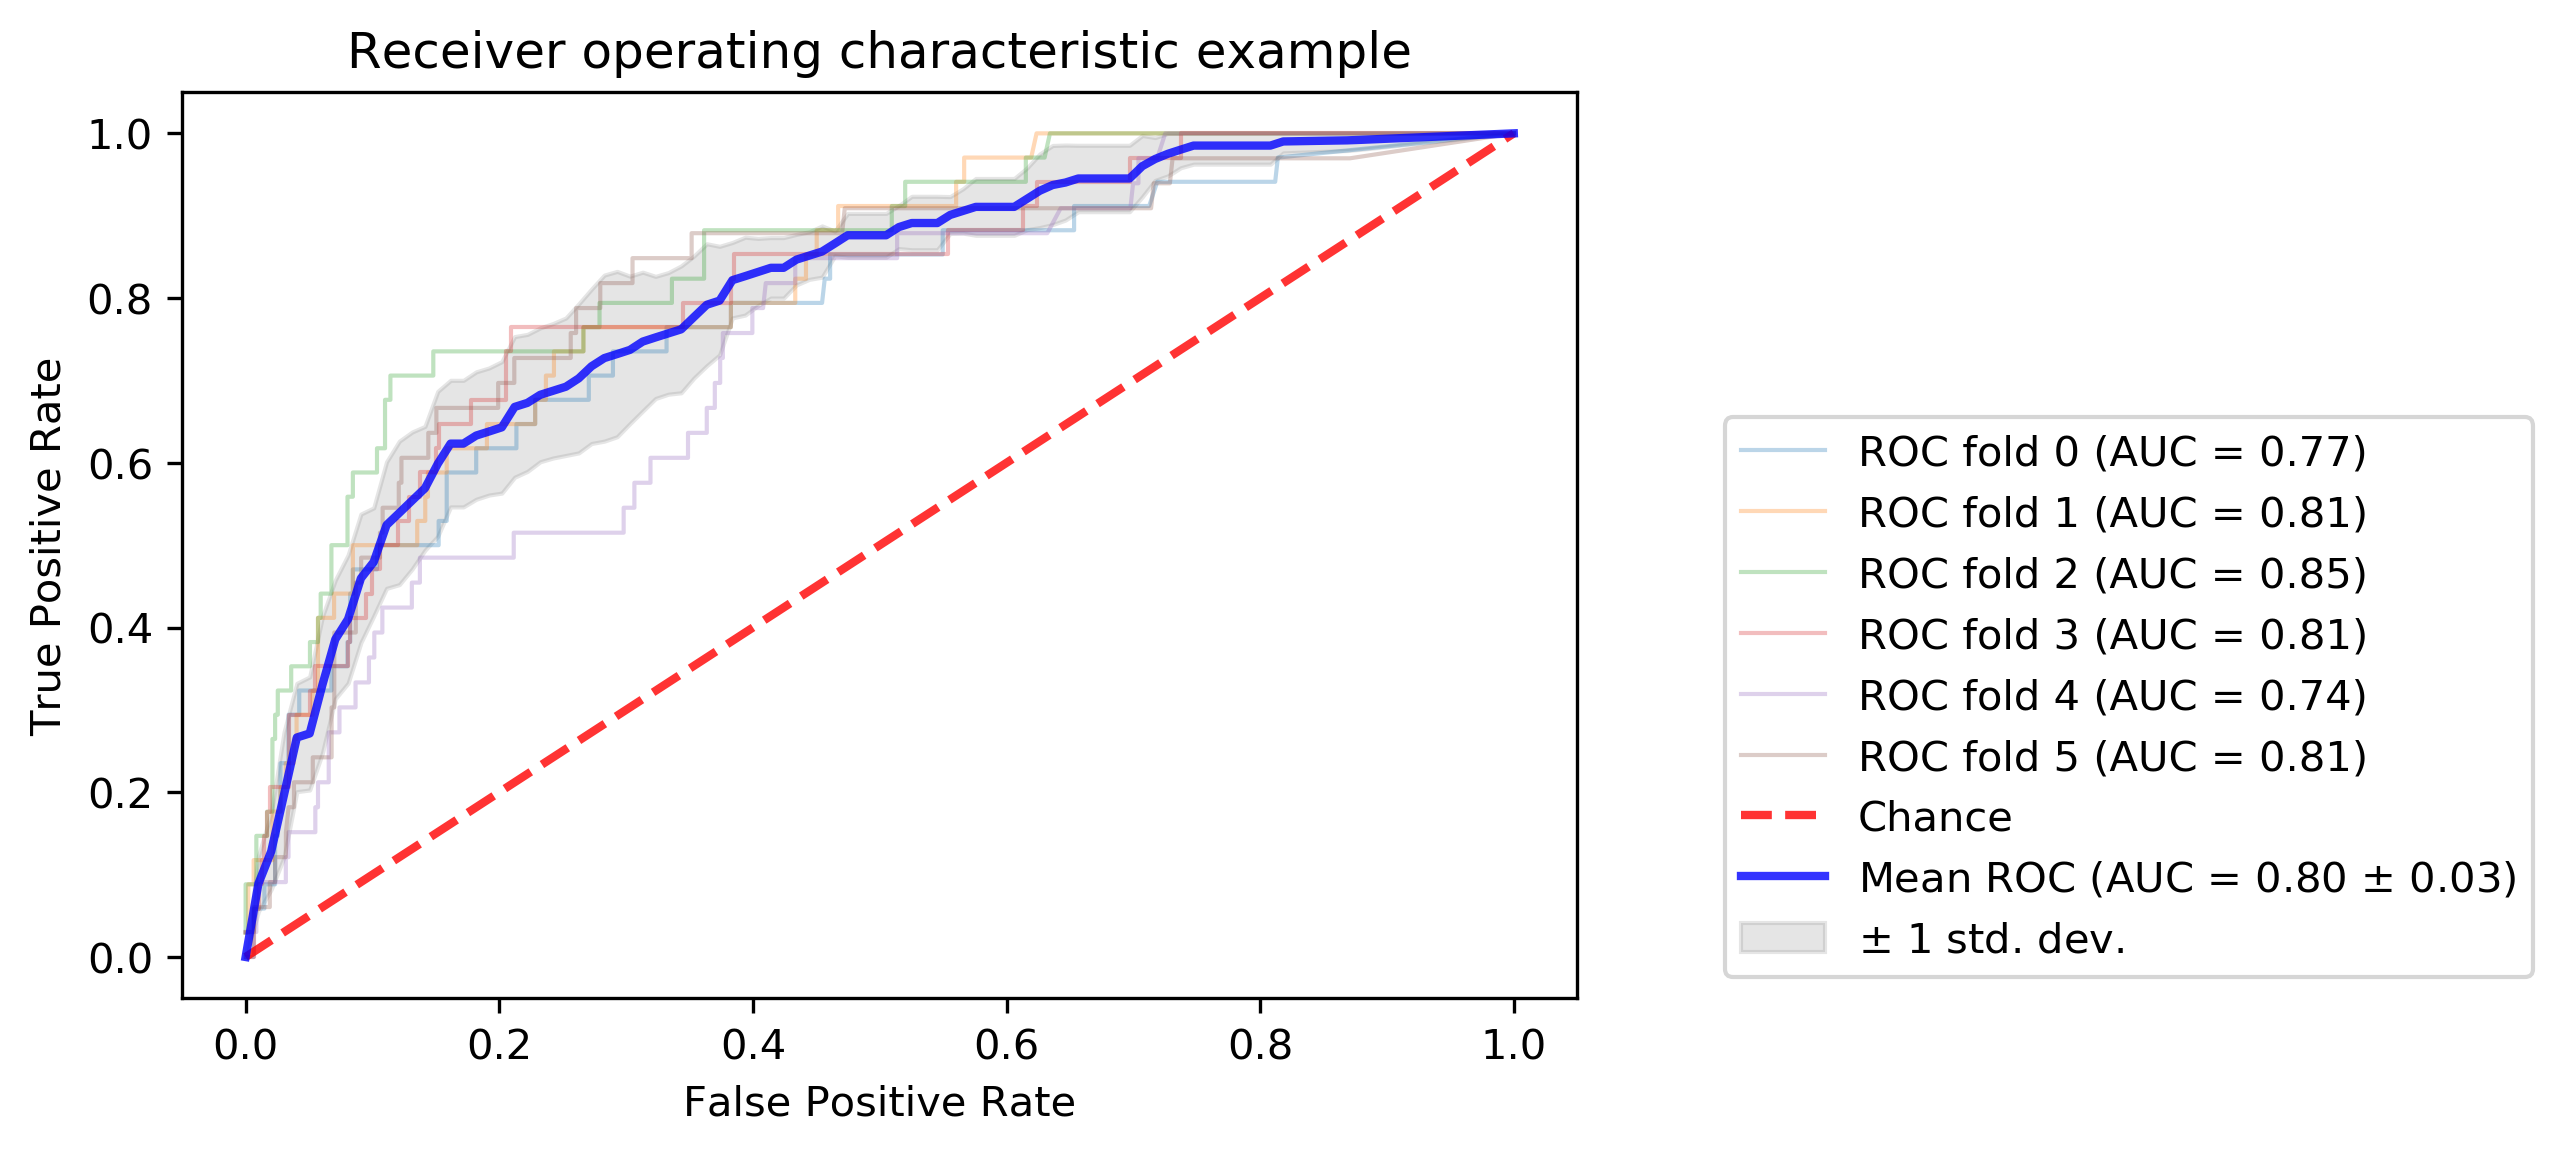 Receiver operating characteristic example
True Positive Rate
1.0
0.8
0.6
0.4
0.2
0.0
0.0 0.2 0.4 0.6 0.8 1.0
False Positive Rate
ROC fold 0 (AUC = 0.77)
ROC fold 1 (AUC = 0.81)
ROC fold 2 (AUC = 0.85)
ROC fold 3 (AUC = 0.81)
ROC fold 4 (AUC = 0.74)
ROC fold 5 (AUC = 0.81)
Chance
Mean ROC (AUC = 0.80 ± 0.03)
± 1 std. dev.